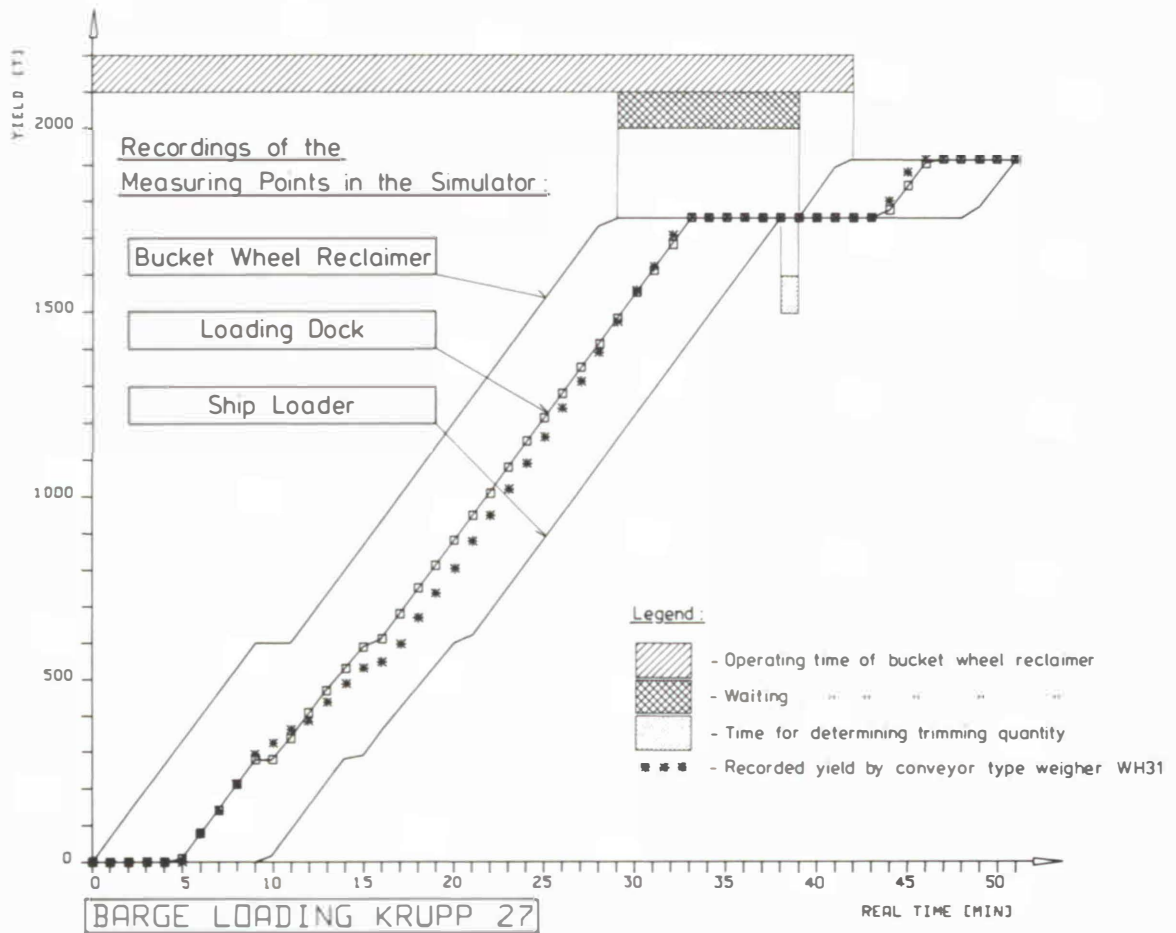 YIELD [T]
2000
1500
1000
500
0
Recordings of the
Measuring Points in the Simulator:
Bucket Wheel Reclaimer
Loading Dock
Ship Loader
Legend:
- Operating time of bucket wheel reclaimer
- Waiting " " " " "
- Time for determining trimming quantity
*** - Recorded yield by conveyor type weigher WH31
0 5 10 15 20 25 30 35 40 45 50
REAL TIME [MIN]
BARGE LOADING KRUPP 27